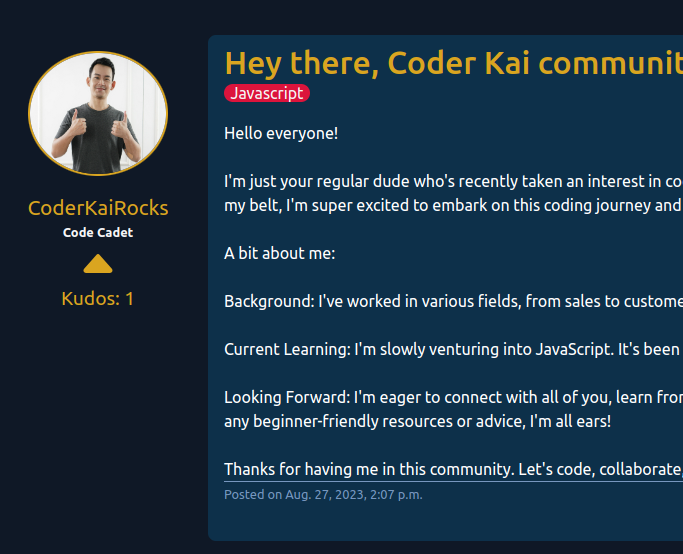 Hey there, Coder Kai communit
Javascript
CoderKaiRocks
Code Cadet
Kudos: 1
Hello everyone!
I'm just your regular dude who's recently taken an interest in co
my belt, I'm super excited to embark on this coding journey and
A bit about me:
Background: I've worked in various fields, from sales to custome
Current Learning: I'm slowly venturing into JavaScript. It's been
Looking Forward: I'm eager to connect with all of you, learn from
any beginner-friendly resources or advice, I'm all ears!
Thanks for having me in this community. Let's code, collaborate,
Posted on Aug. 27, 2023, 2:07 p.m.